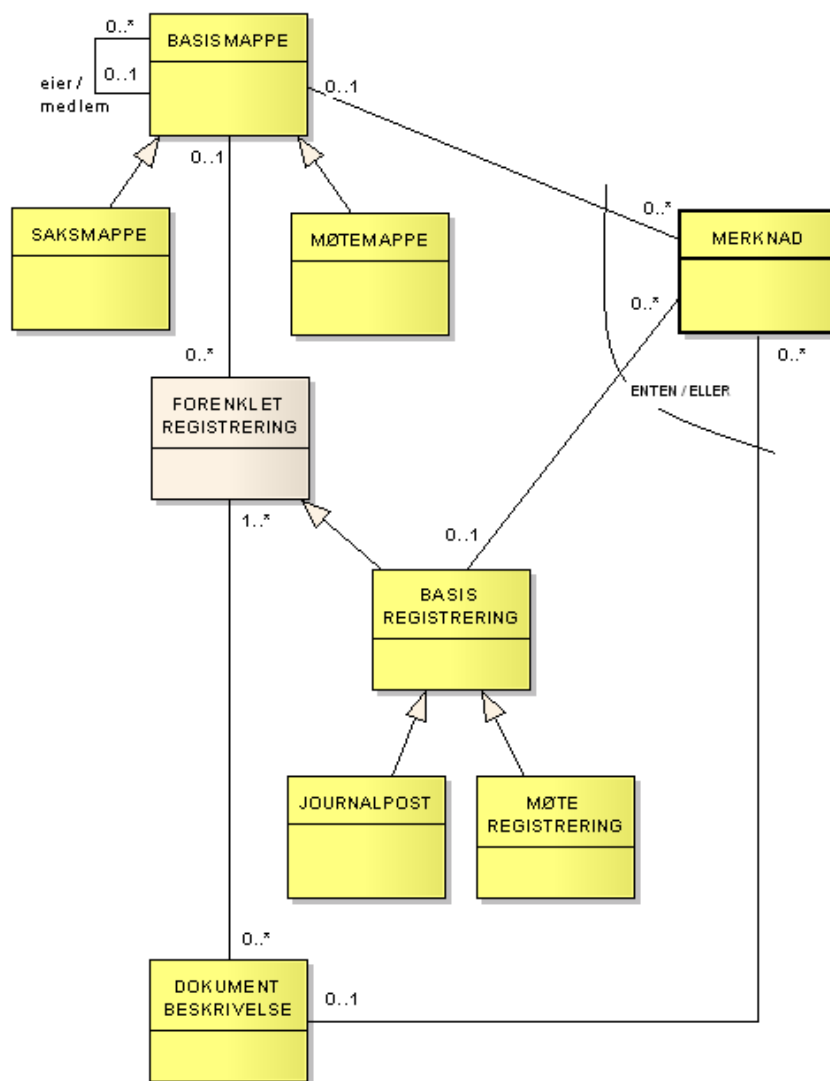 0..*
BASISMAPPE
eier /
medlem
0..1
0..1
0..1
SAKSMAPPE
MØTEMAPPE
0..*
MERKNAD
0..*
0..*
0..*
ENTEN / ELLER
FORENKLET
REGISTRERING
1..*
0..1
BASIS
REGISTRERING
JOURNALPOST
MØTE
REGISTRERING
0..*
DOKUMENT
BESKRIVELSE
0..1